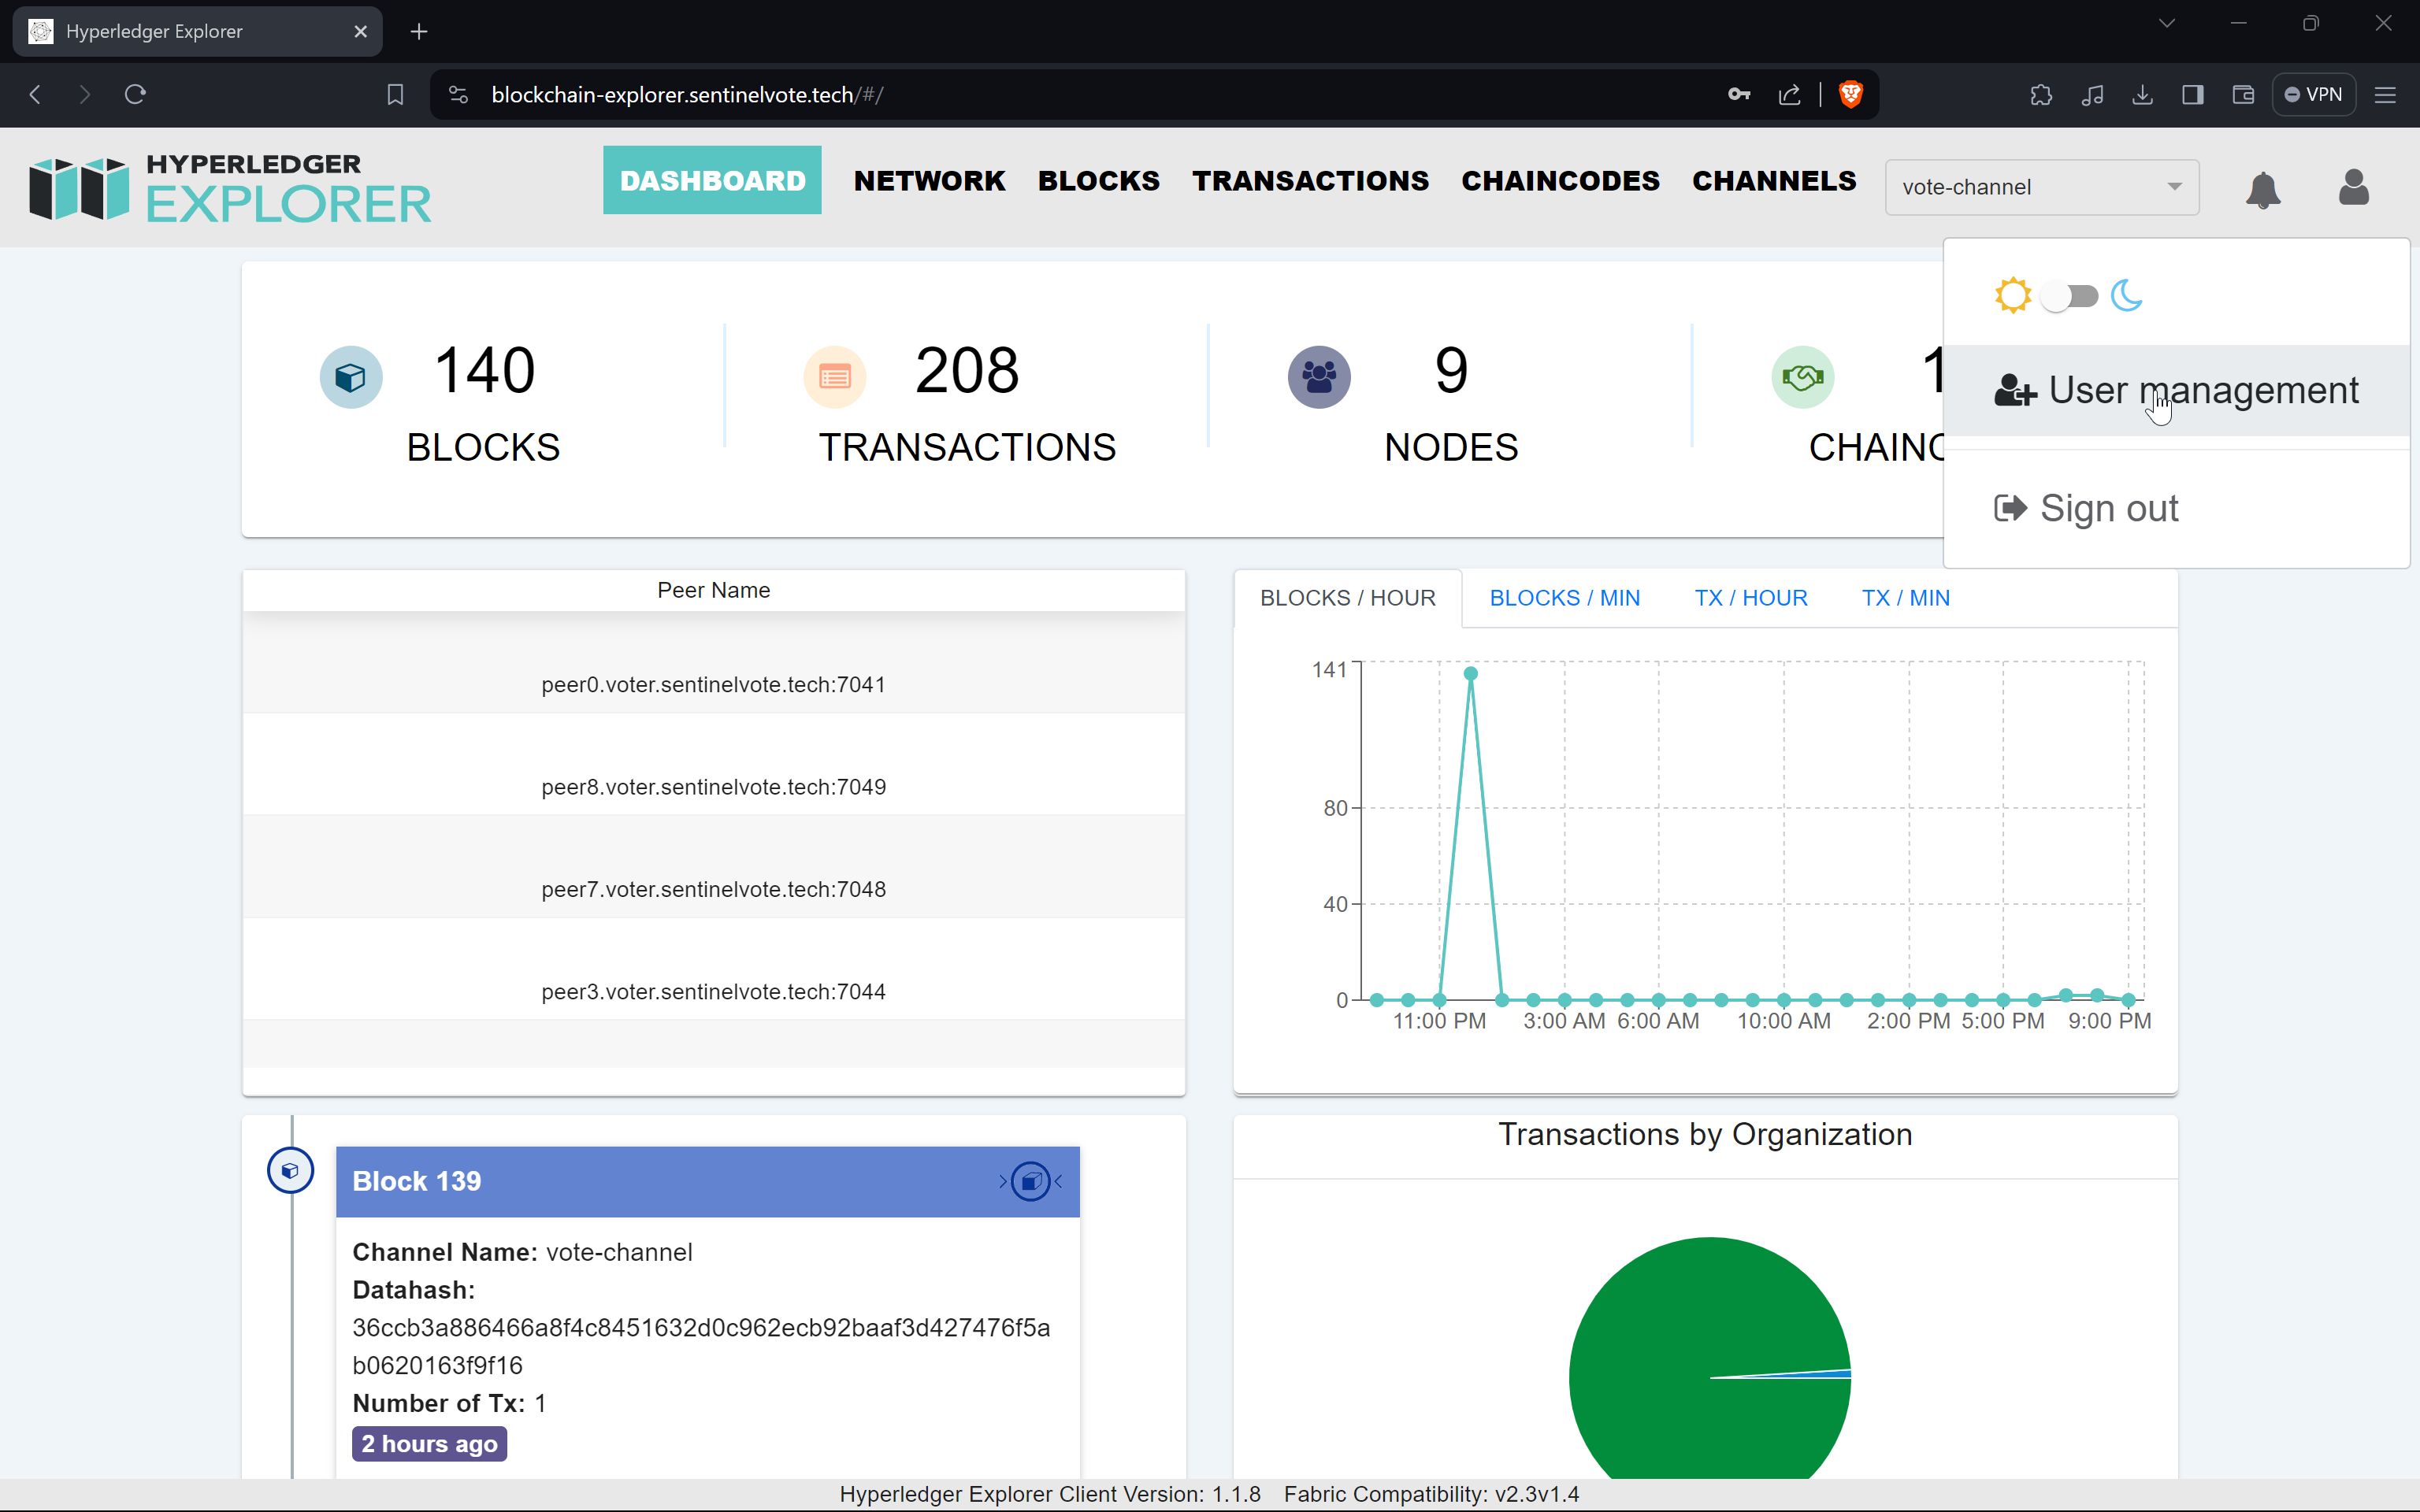 Hyperledger Explorer
blockchain-explorer.sentinelvote.tech/#/
VPN
HYPERLEDGER
EXPLORER
DASHBOARD
NETWORK
BLOCKS
TRANSACTIONS
CHAINCODES
CHANNELS
vote-channel
User management
Sign out
140
BLOCKS
208
TRANSACTIONS
9
NODES
1
CHAINC
Peer Name
peer0.voter.sentinelvote.tech:7041
peer8.voter.sentinelvote.tech:7049
peer7.voter.sentinelvote.tech:7048
peer3.voter.sentinelvote.tech:7044
BLOCKS / HOUR
BLOCKS / MIN
TX / HOUR
TX / MIN
141
80
40
0
11:00 PM 3:00 AM 6:00 AM 10:00 AM 2:00 PM 5:00 PM 9:00 PM
Block 139
Channel Name: vote-channel
Datahash:
36ccb3a886466a8f4c8451632d0c962ecb92baaf3d427476f5a
b0620163f9f16
Number of Tx: 1
2 hours ago
Transactions by Organization
Hyperledger Explorer Client Version: 1.1.8 Fabric Compatibility: v2.3v1.4